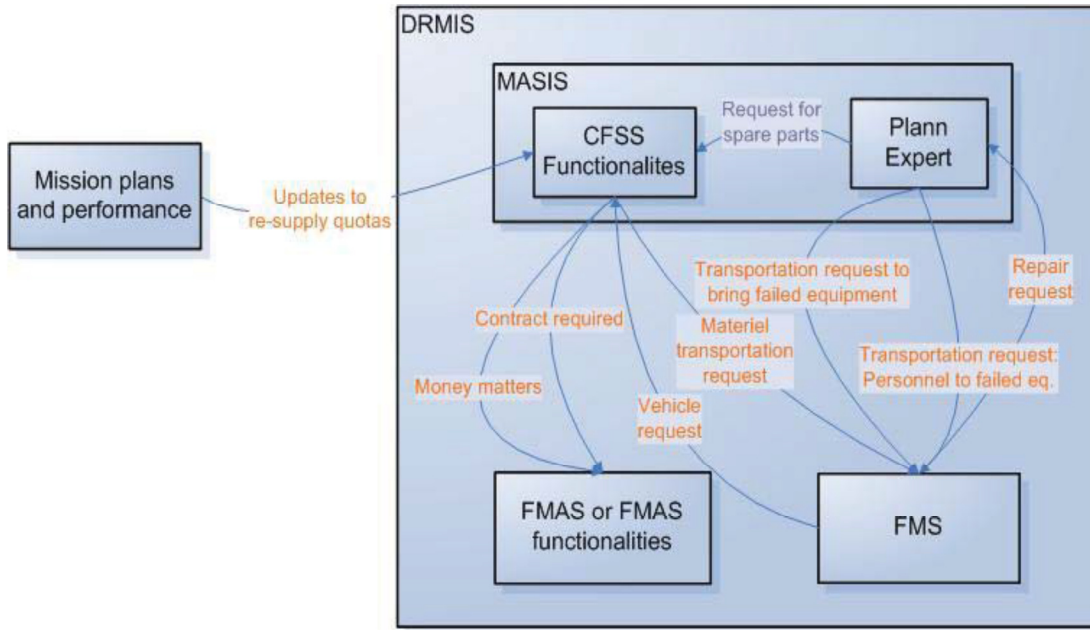 DRMIS
MASIS
CFSS
Functionalites
Request for
spare parts
Plann
Expert
Mission plans
and performance
Updates to
re-supply quotas
Transportation request to
bring failed equipment
Repair
request
Contract required
Materiel
transportation
request
Transportation request:
Personnel to failed eq.
Money matters
Vehicle
request
FMAS or FMAS
functionalities
FMS